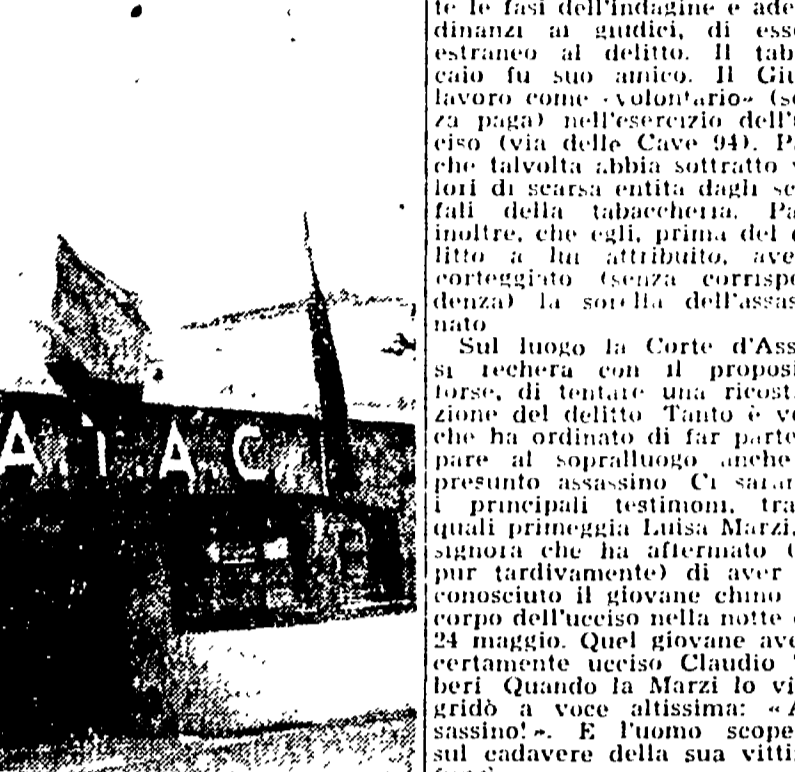 A.T.A.C.
te le fasi dell'indagine e ade
dinanzi ai giudici, di ess
estraneo al delitto. Il tab
caio fu suo amico. Il Giu
lavorò come «volontario» (se
za paga) nell'esercizio dell'
ciso (via delle Cave 94). Pa
che talvolta abbia sottratto v
lori di scarsa entità dagli sc
fali della tabaccheria. Pa
inoltre, che egli, prima del d
litto a lui attribuito, ave
corteggiato (senza corrispo
denza) la sorella dell'assas
nato
Sul luogo la Corte d'Ass
si recherà con il proposi
forse, di tentare una ricost
zione del delitto Tanto è v
che ha ordinato di far parte
pare al sopralluogo anche
presunto assassino Ci saran
i principali testimoni, tra
quali primeggia Luisa Marzi,
signora che ha affermato (
pur tardivamente) di aver
conosciuto il giovane chino
corpo dell'ucciso nella notte
24 maggio. Quel giovane ave
certamente ucciso Claudio
beri Quando la Marzi lo vi
gridò a voce altissima: «A
sassino!». E l'uomo scope
sul cadavere della sua vitti